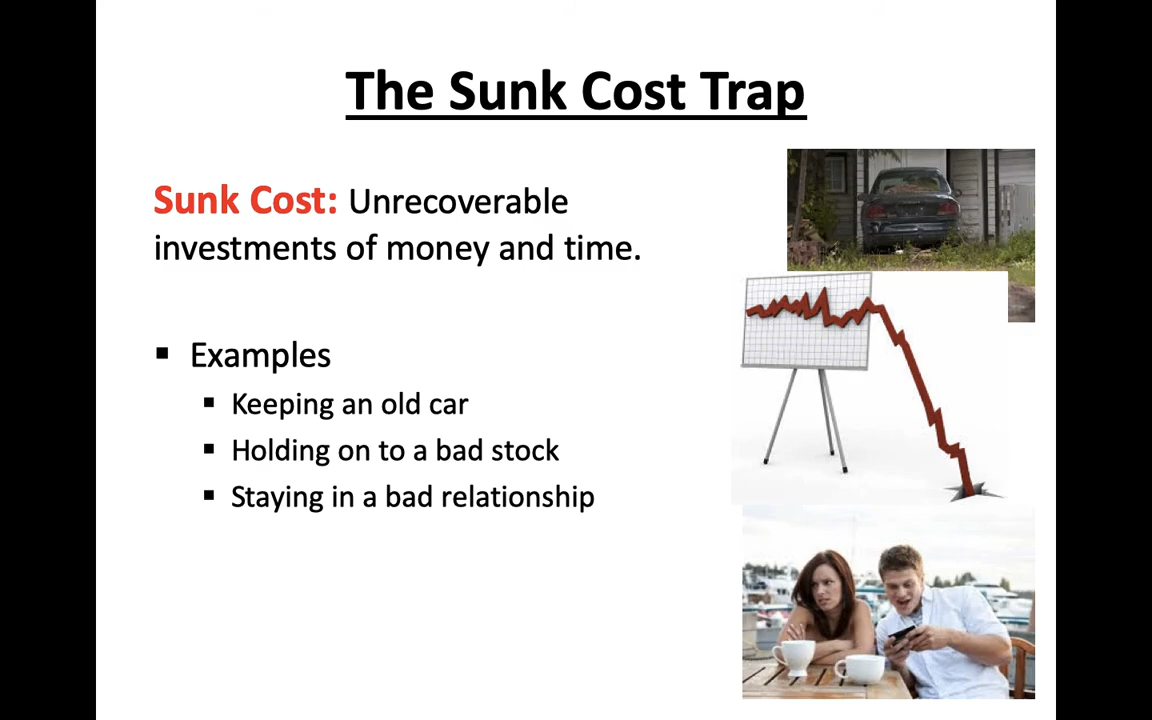 The Sunk Cost Trap
Sunk Cost: Unrecoverable
investments of money and time.
▪ Examples
▪ Keeping an old car
▪ Holding on to a bad stock
▪ Staying in a bad relationship